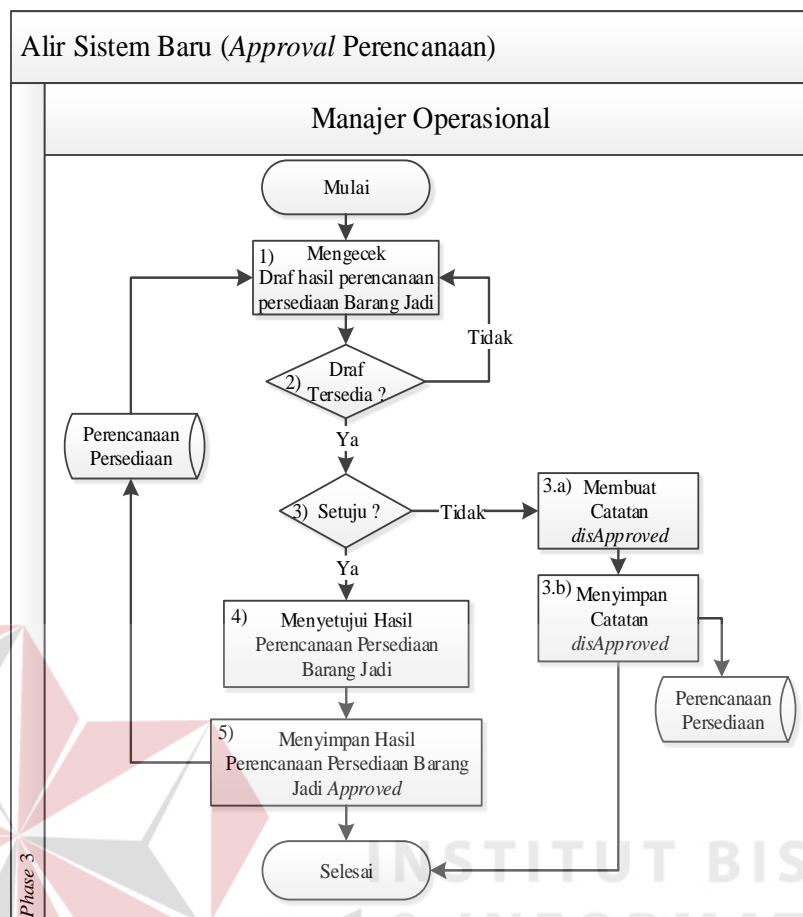 Alir Sistem Baru (Approval Perencanaan)
Manajer Operasional
Mulai
1) Mengecek
Draf hasil perencanaan
persediaan Barang Jadi
Tidak
2) Draf
Tersedia ?
Perencanaan
Persediaan
Ya
3) Setuju ?
Tidak
3.a) Membuat
Catatan
disApproved
Ya
3.b) Menyimpan
Catatan
disApproved
4) Menyetujui Hasil
Perencanaan Persediaan
Barang Jadi
Perencanaan
Persediaan
5) Menyimpan Hasil
Perencanaan Persediaan Barang
Jadi Approved
Selesai
Phase 3
INSTITUT BIS
& INFORMAT